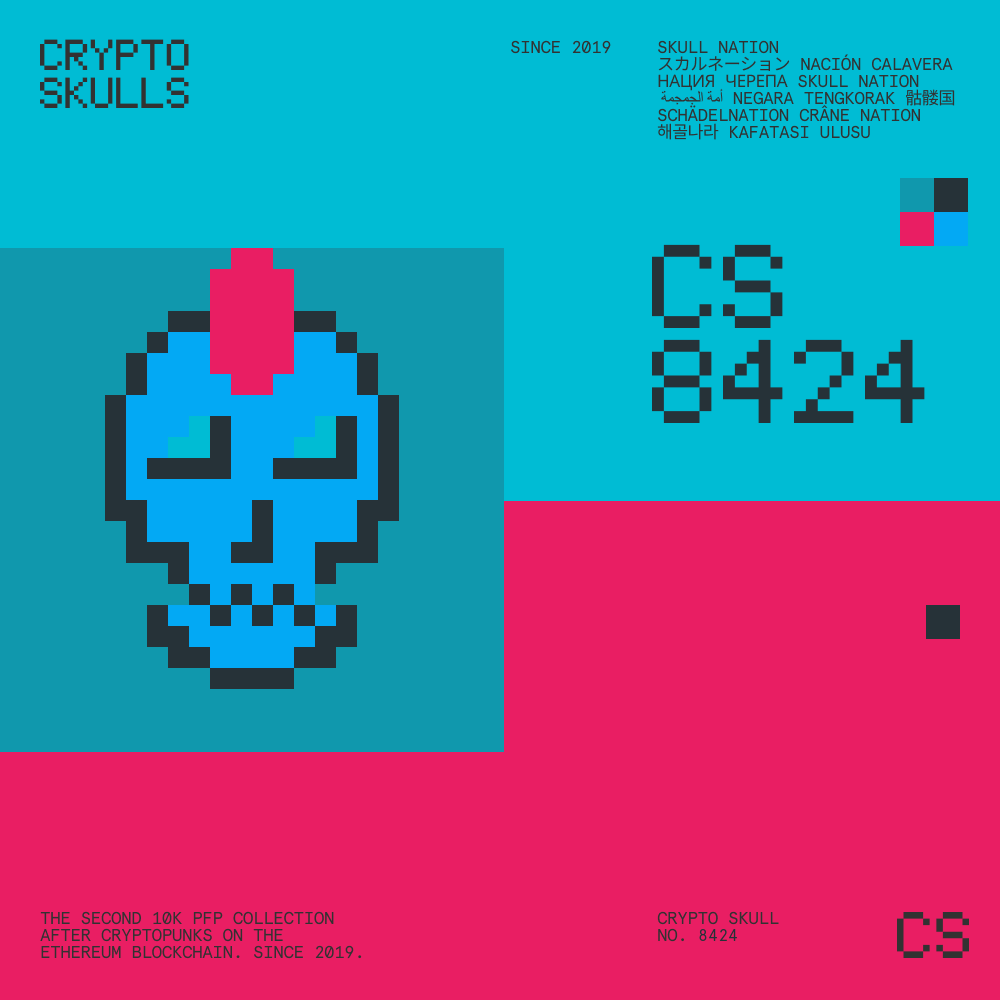 CRYPTO
SKULLS
SINCE 2019
SKULL NATION
スカルネーション NACIÓN CALAVERA
НАЦИЯ ЧЕРЕПА SKULL NATION
أمة الجمجمة NEGARA TENGKORAK 骷髅国
SCHÄDELNATION CRÂNE NATION
해골나라 KAFATASI ULUSU
CS
8424
THE SECOND 10K PFP COLLECTION
AFTER CRYPTOPUNKS ON THE
ETHEREUM BLOCKCHAIN. SINCE 2019.
CRYPTO SKULL
NO. 8424
CS